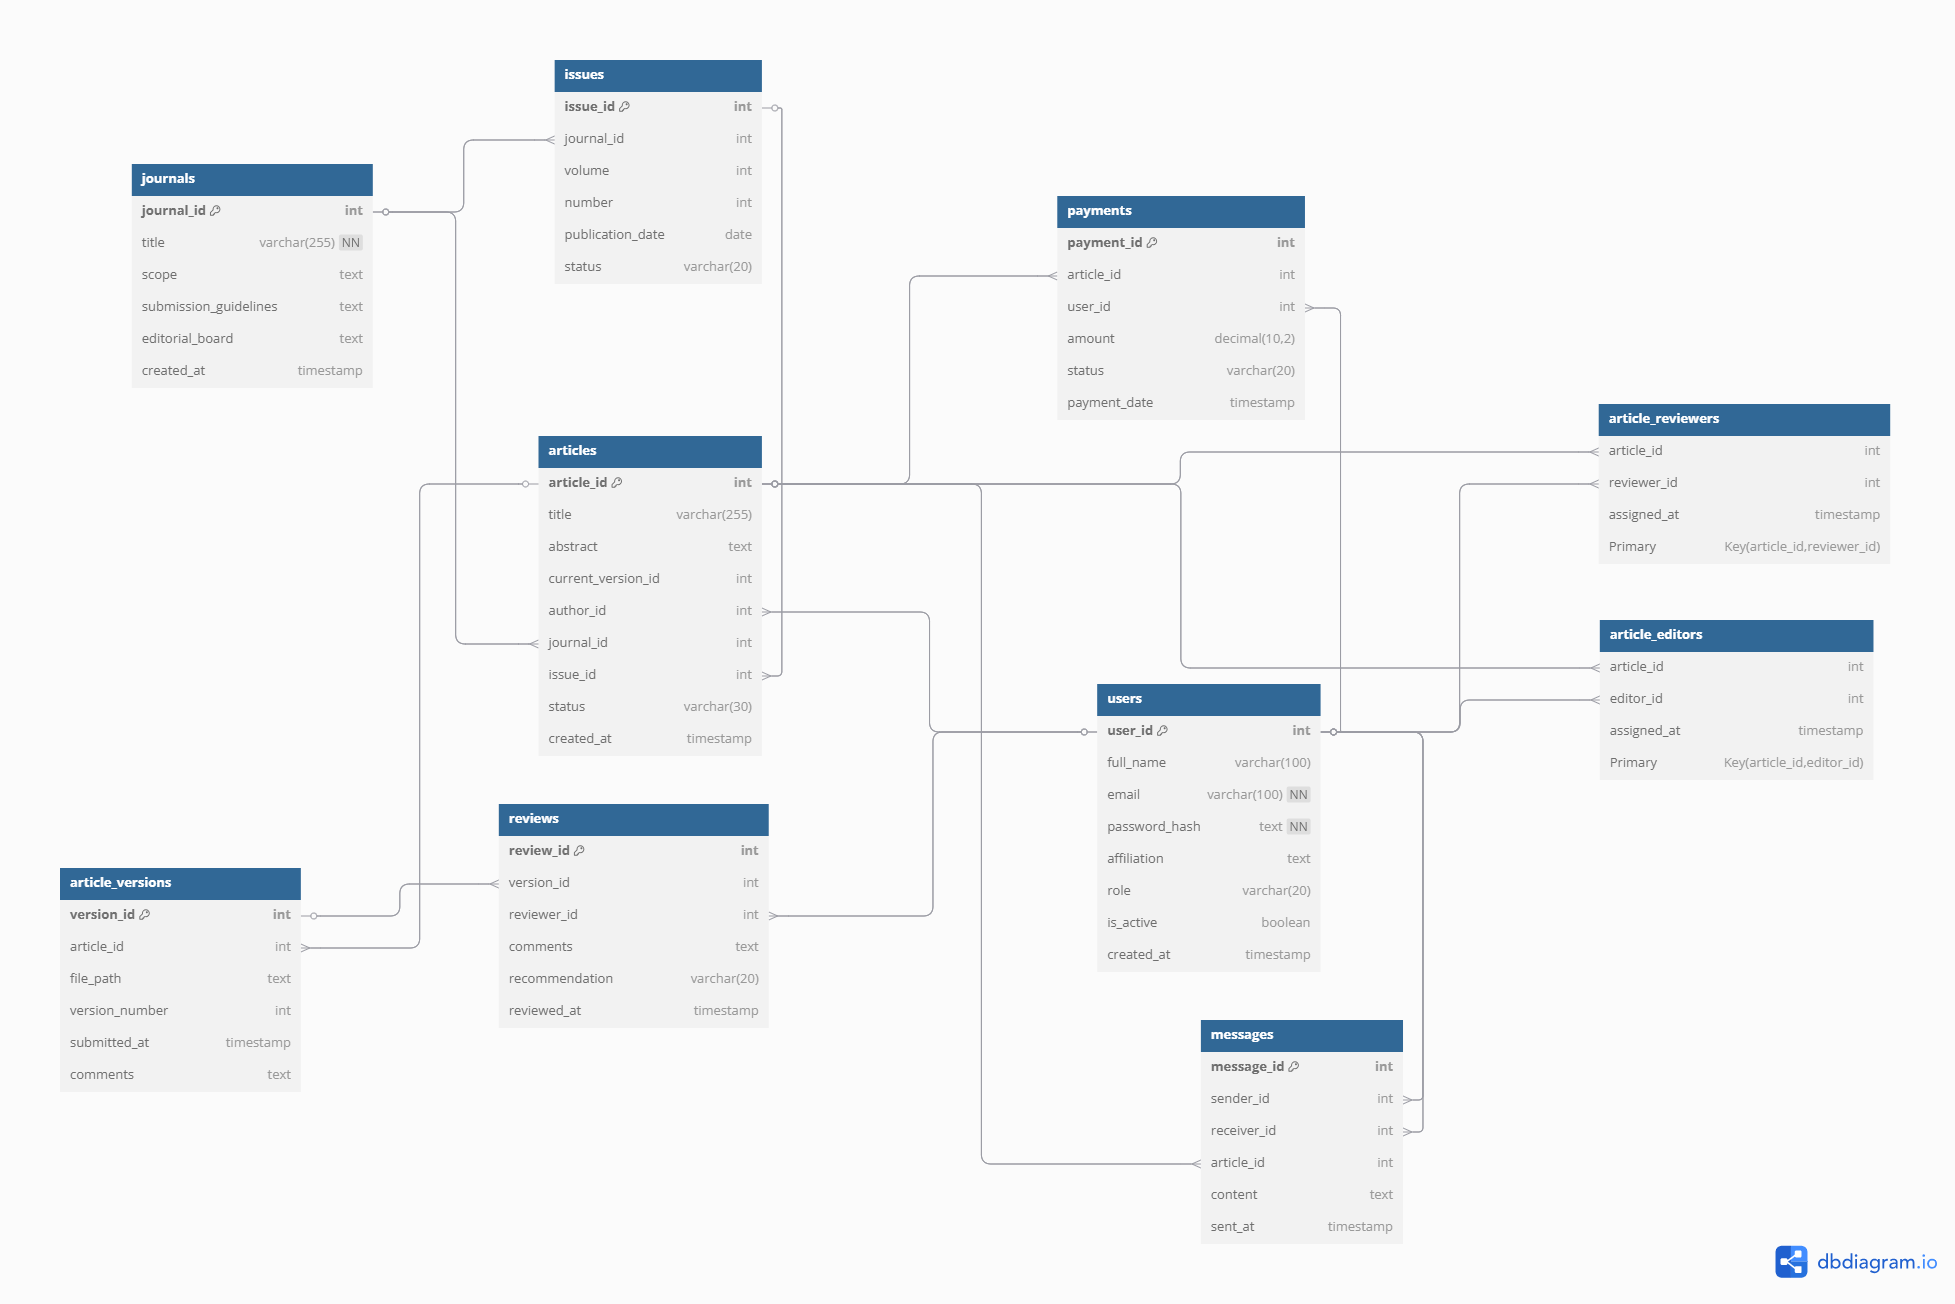 issues
issue_id int
journal_id int
volume int
number int
publication_date date
status varchar(20)
journals
journal_id int
title varchar(255) NN
scope text
submission_guidelines text
editorial_board text
created_at timestamp
payments
payment_id int
article_id int
user_id int
amount decimal(10,2)
status varchar(20)
payment_date timestamp
articles
article_id int
title varchar(255)
abstract text
current_version_id int
author_id int
journal_id int
issue_id int
status varchar(30)
created_at timestamp
article_reviewers
article_id int
reviewer_id int
assigned_at timestamp
Primary Key(article_id,reviewer_id)
article_editors
article_id int
editor_id int
assigned_at timestamp
Primary Key(article_id,editor_id)
users
user_id int
full_name varchar(100)
email varchar(100) NN
password_hash text NN
affiliation text
role varchar(20)
is_active boolean
created_at timestamp
reviews
review_id int
version_id int
reviewer_id int
comments text
recommendation varchar(20)
reviewed_at timestamp
article_versions
version_id int
article_id int
file_path text
version_number int
submitted_at timestamp
comments text
messages
message_id int
sender_id int
receiver_id int
article_id int
content text
sent_at timestamp
dbdiagram.io